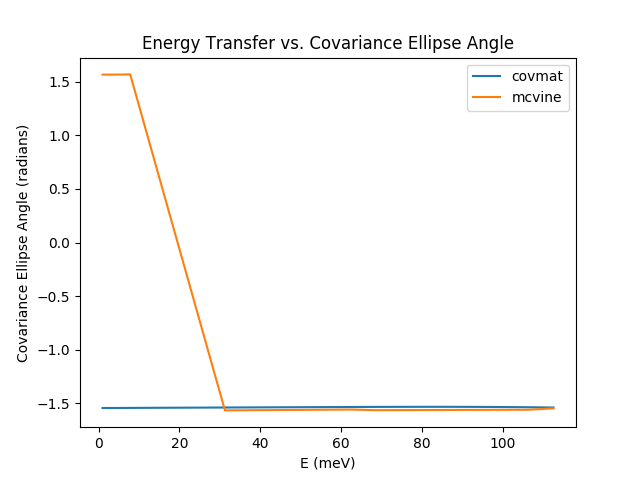 Energy Transfer vs. Covariance Ellipse Angle
covmat
mcvine
Covariance Ellipse Angle (radians)
1.5
1.0
0.5
0.0
−0.5
−1.0
−1.5
0
20
40
60
80
100
E (meV)